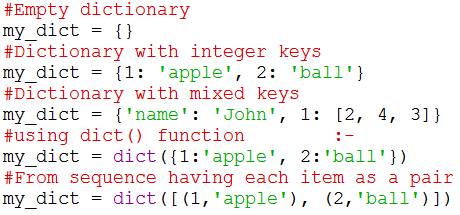 #Empty dictionary
my_dict = {}
#Dictionary with integer keys
my_dict = {1: 'apple', 2: 'ball'}
#Dictionary with mixed keys
my_dict = {'name': 'John', 1: [2, 4, 3]}
#using dict() function        :-
my_dict = dict({1:'apple', 2:'ball'})
#From sequence having each item as a pair
my_dict = dict([(1,'apple'), (2,'ball')])